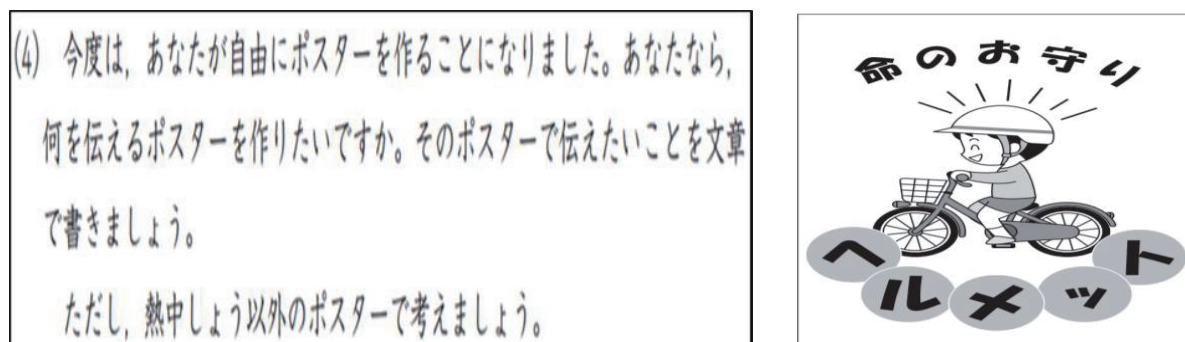 (4) 今度は，あなたが自由にポスターを作ることになりました。あなたなら，
何を伝えるポスターを作りたいですか。そのポスターで伝えたいことを文章
で書きましょう。
ただし，熱中しょう以外のポスターで考えましょう。
命のお守り
ヘルメット